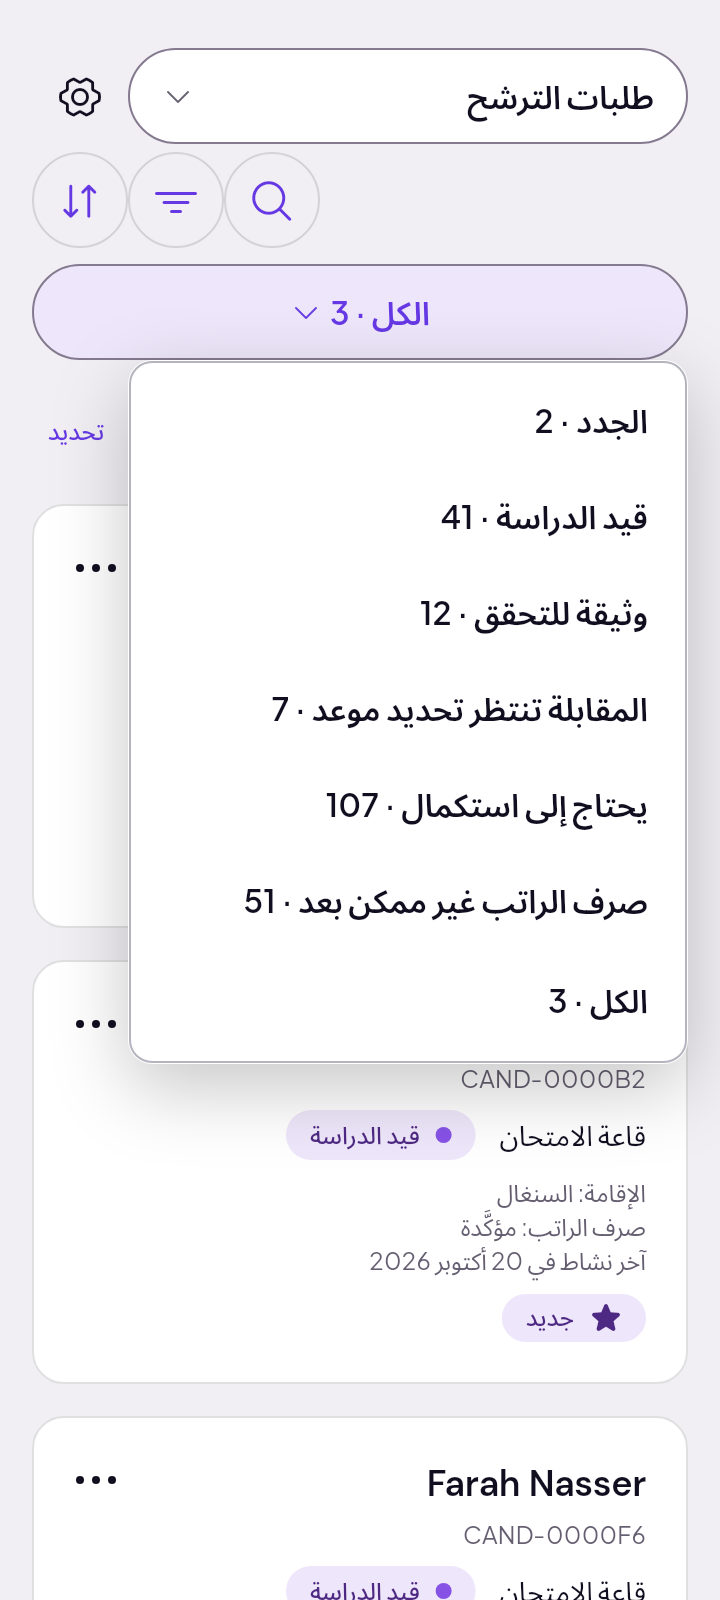 طلبات الترشح
الكل · 3
تحديد
الجدد · 2
قيد الدراسة · 41
وثيقة للتحقق · 12
المقابلة تنتظر تحديد موعد · 7
يحتاج إلى استكمال · 107
صرف الراتب غير ممكن بعد · 51
الكل · 3
CAND-0000B2
قاعة الامتحان
قيد الدراسة
الإقامة: السنغال
صرف الراتب: مؤكَّدة
آخر نشاط في 20 أكتوبر 2026
جديد
Farah Nasser
CAND-0000F6
قاعة الامتحان
قيد الدراسة